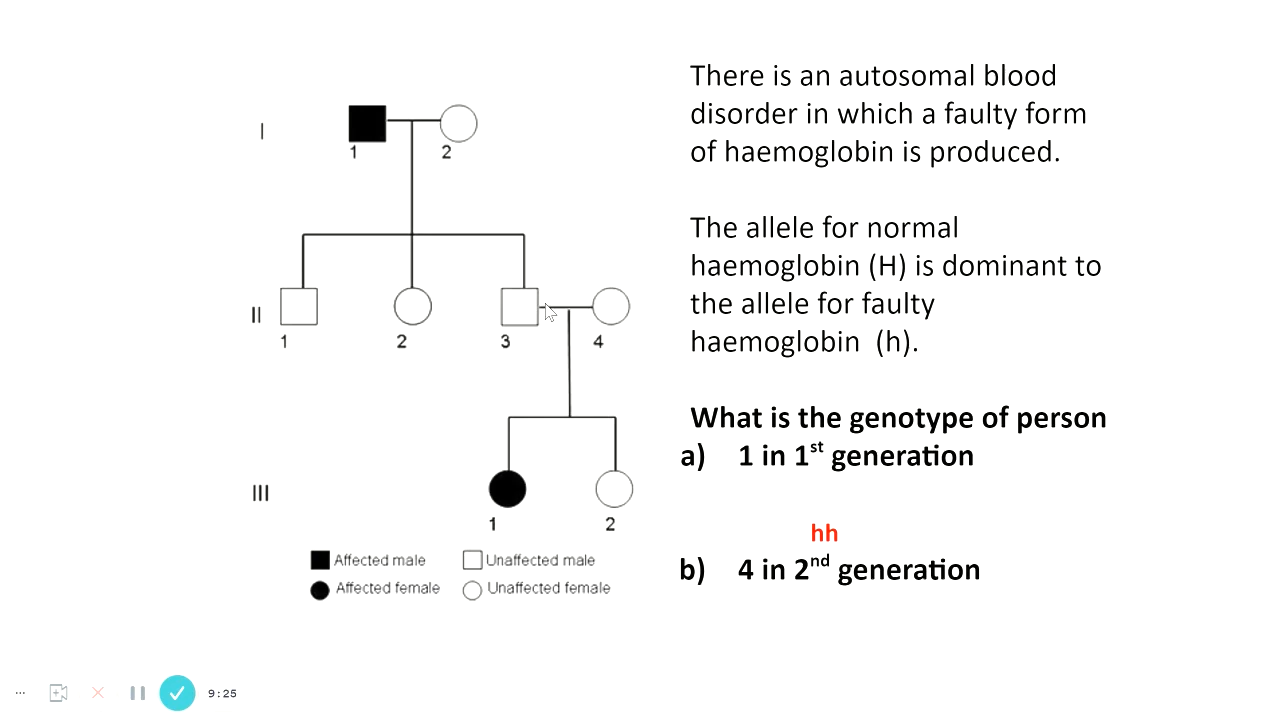 I
1
2
II
1
2
3
4
III
1
2
Affected male
Unaffected male
Affected female
Unaffected female
There is an autosomal blood
disorder in which a faulty form
of haemoglobin is produced.
The allele for normal
haemoglobin (H) is dominant to
the allele for faulty
haemoglobin (h).
What is the genotype of person
a) 1 in 1st generation
hh
b) 4 in 2nd generation
... 9:25